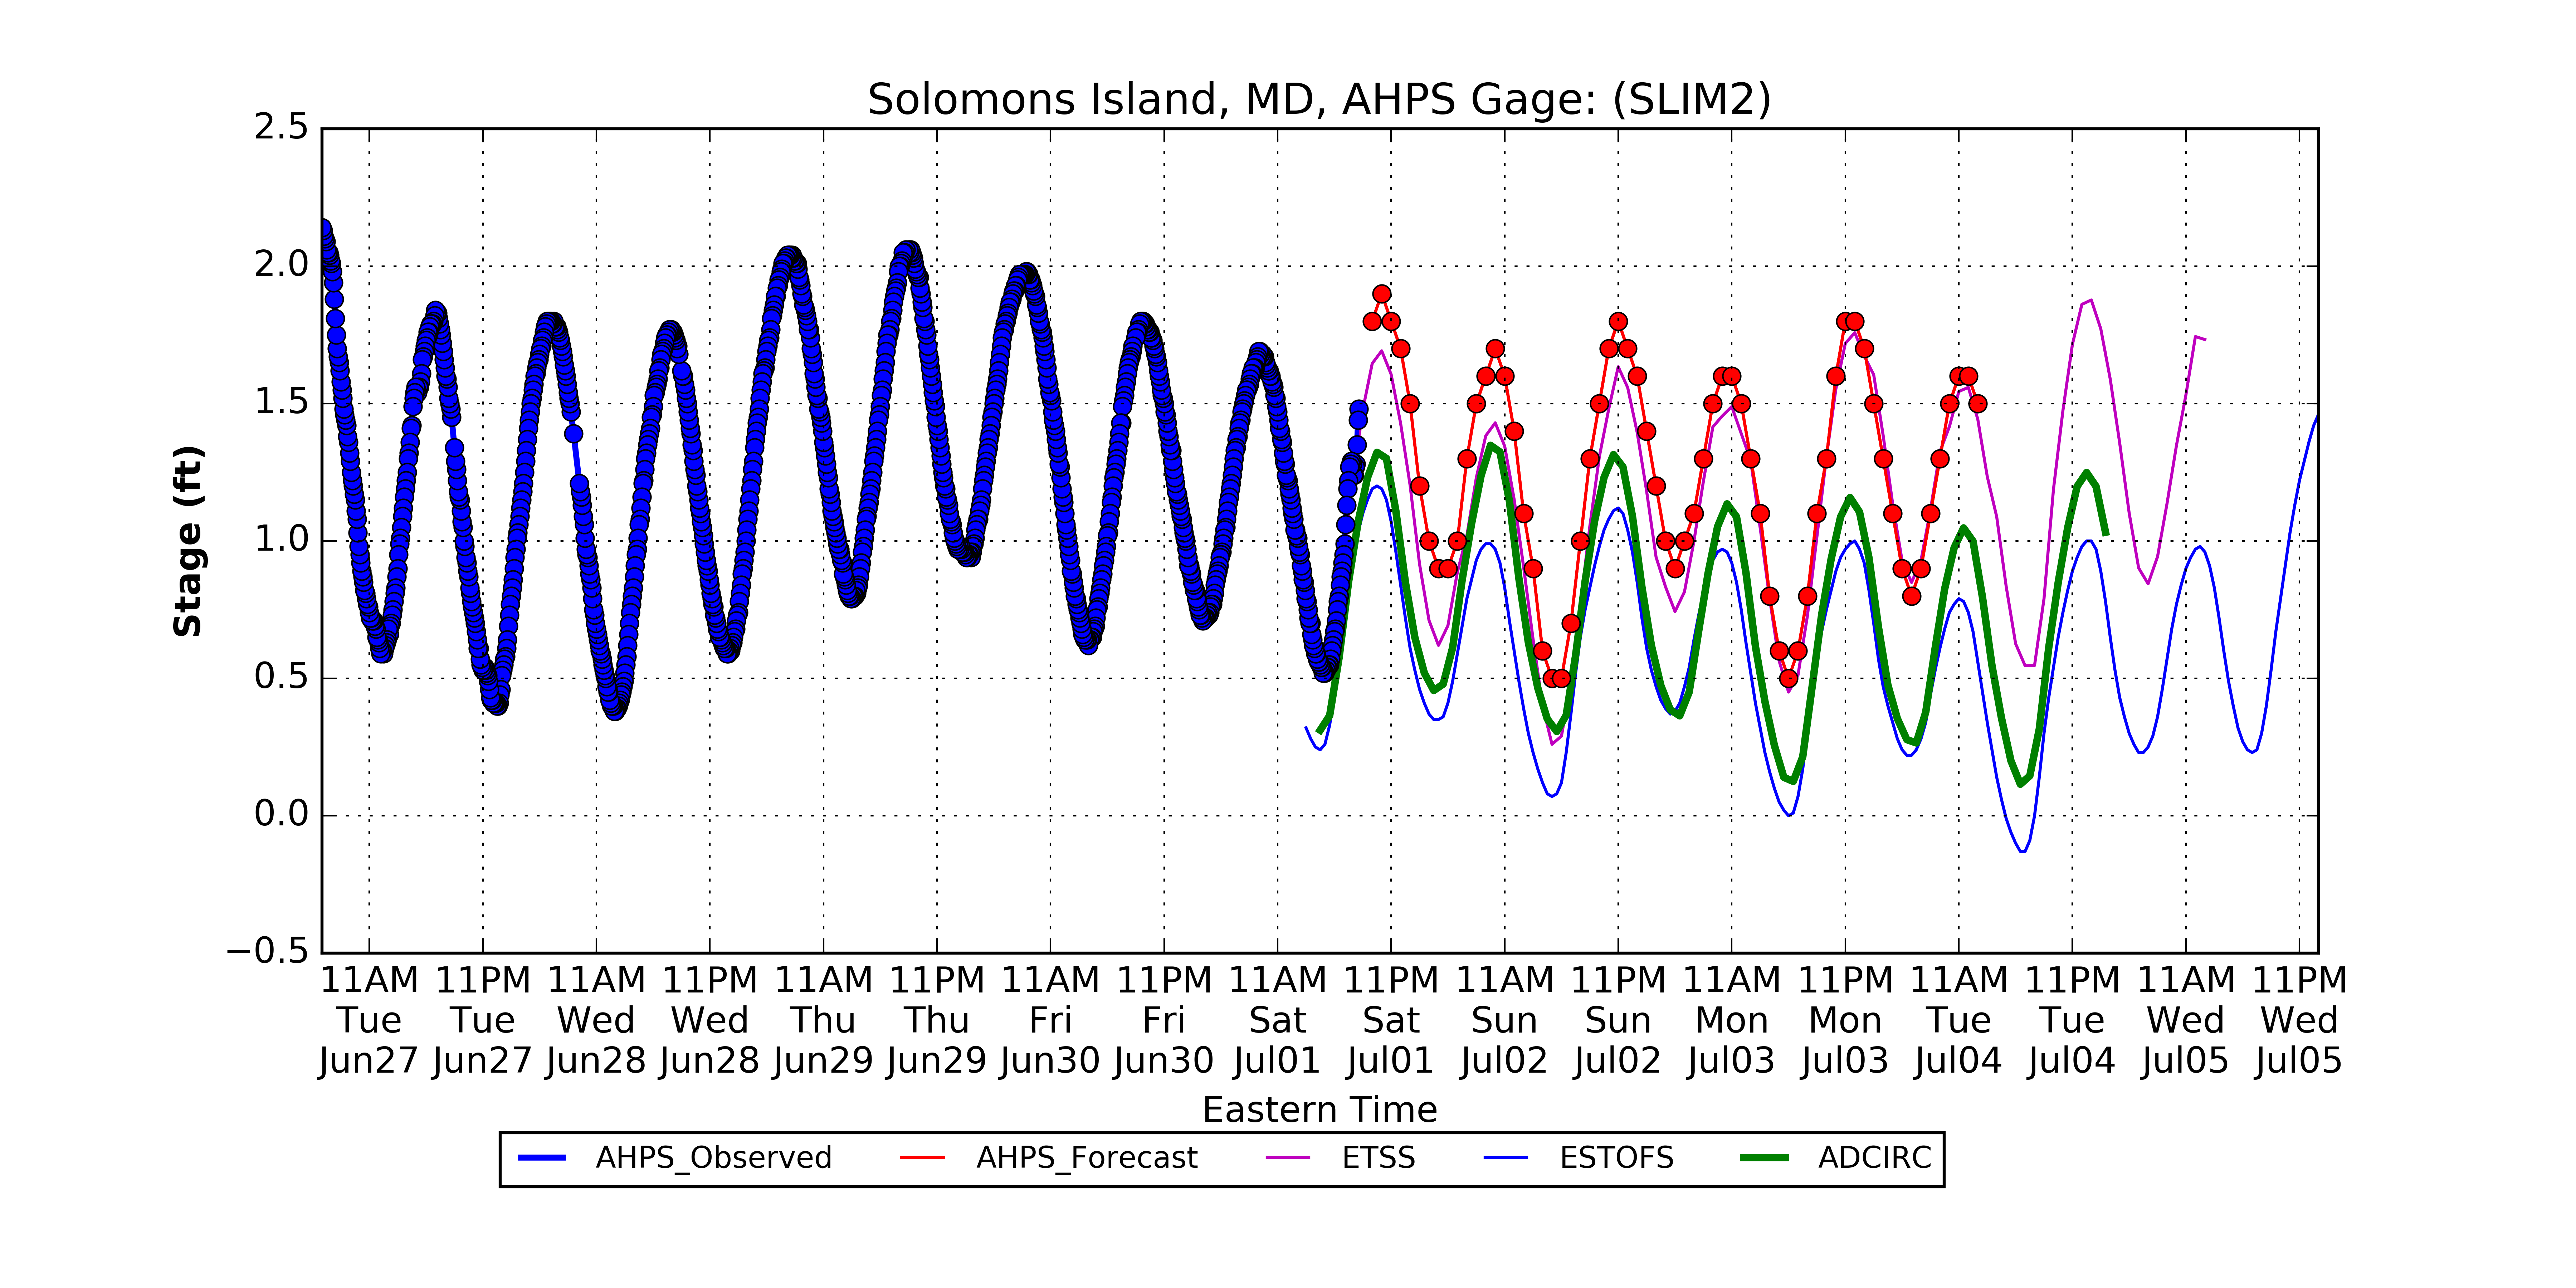 Solomons Island, MD, AHPS Gage: (SLIM2)
2.5
2.0
1.5
1.0
0.5
0.0
−0.5
Stage (ft)
11AM 11PM 11AM 11PM 11AM 11PM 11AM 11PM 11AM 11PM 11AM 11PM 11AM 11PM 11AM 11PM 11AM 11PM
Tue Tue Wed Wed Thu Thu Fri Fri Sat Sat Sun Sun Mon Mon Tue Tue Wed Wed
Jun27 Jun27 Jun28 Jun28 Jun29 Jun29 Jun30 Jun30 Jul01 Jul01 Jul02 Jul02 Jul03 Jul03 Jul04 Jul04 Jul05 Jul05
Eastern Time
AHPS_Observed AHPS_Forecast ETSS ESTOFS ADCIRC